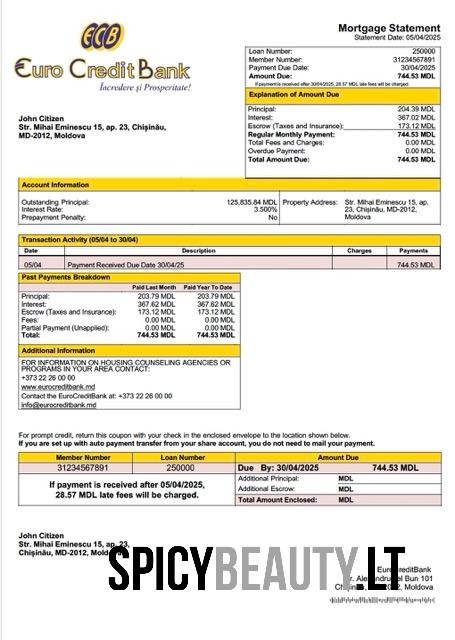 ECB
Euro Credit Bank
Încredere și Prosperitate!
Mortgage Statement
Statement Date: 05/04/2025
Loan Number: 250000
Member Number: 31234567891
Payment Due Date: 30/04/2025
Amount Due: 744.53 MDL
If payment is received after 30/04/2025, 28.57 MDL late fees will be charged.
Explanation of Amount Due
Principal: 204.39 MDL
Interest: 367.02 MDL
Escrow (Taxes and Insurance): 173.12 MDL
Regular Monthly Payment: 744.53 MDL
Total Fees and Charges: 0.00 MDL
Overdue Payment: 0.00 MDL
Total Amount Due: 744.53 MDL
John Citizen
Str. Mihai Eminescu 15, ap. 23, Chișinău,
MD-2012, Moldova
Account Information
Outstanding Principal: 125,835.84 MDL
Interest Rate: 3.500%
Prepayment Penalty: No
Property Address: Str. Mihai Eminescu 15, ap.
23, Chișinău, MD-2012,
Moldova
Transaction Activity (05/04 to 30/04)
Date Description Charges Payments
05/04 Payment Received Due Date 30/04/25 744.53 MDL
Past Payments Breakdown
Paid Last Month Paid Year To Date
Principal: 203.79 MDL 203.79 MDL
Interest: 367.62 MDL 367.62 MDL
Escrow (Taxes and Insurance): 173.12 MDL 173.12 MDL
Fees: 0.00 MDL 0.00 MDL
Partial Payment (Unapplied): 0.00 MDL 0.00 MDL
Total: 744.53 MDL 744.53 MDL
Additional Information
FOR INFORMATION ON HOUSING COUNSELING AGENCIES OR
PROGRAMS IN YOUR AREA CONTACT:
+373 22 26 00 00
www.eurocreditbank.md
Contact the EuroCreditBank at: +373 22 26 00 00
info@eurocreditbank.md
For prompt credit, return this coupon with your check in the enclosed envelope to the location shown below.
If you are set up with auto payment transfer from your share account, you do not need to mail your payment.
Member Number Loan Number Amount Due
31234567891 250000 Due By: 30/04/2025 744.53 MDL
If payment is received after 05/04/2025,
28.57 MDL late fees will be charged.
Additional Principal: MDL
Additional Escrow: MDL
Total Amount Enclosed: MDL
John Citizen
Str. Mihai Eminescu 15, ap. 23,
Chișinău, MD-2012, Moldova
SPICYBEAUTY.LT
EuroCreditBank
Bun 101
Moldova